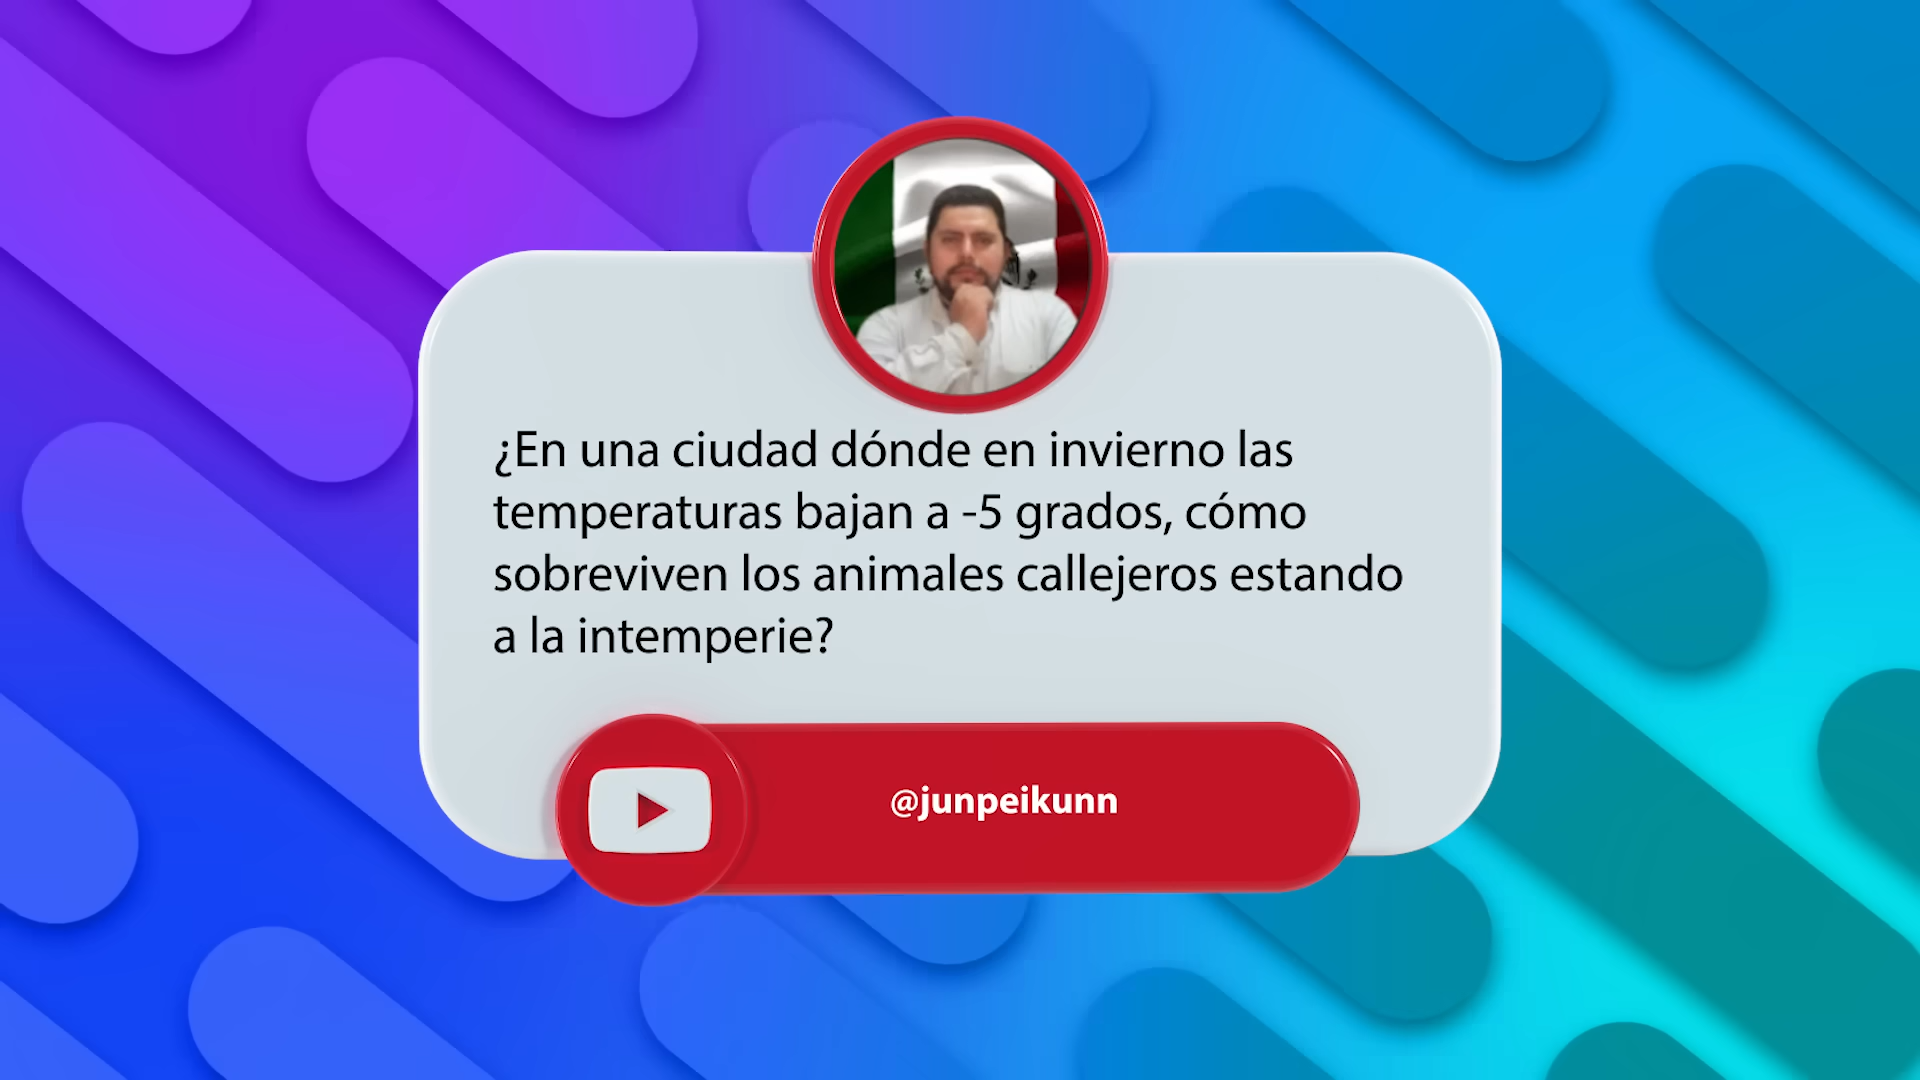 ¿En una ciudad dónde en invierno las
temperaturas bajan a -5 grados, cómo
sobreviven los animales callejeros estando
a la intemperie?
@junpeikunn